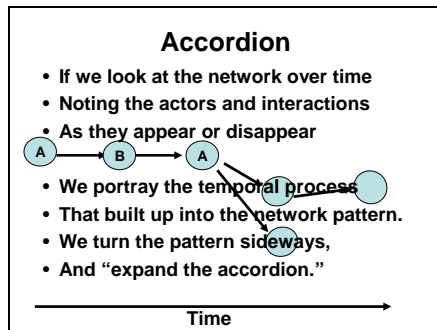 Accordion
• If we look at the network over time
• Noting the actors and interactions
• As they appear or disappear
A B A
• We portray the temporal process
• That built up into the network pattern.
• We turn the pattern sideways,
• And “expand the accordion.”
Time